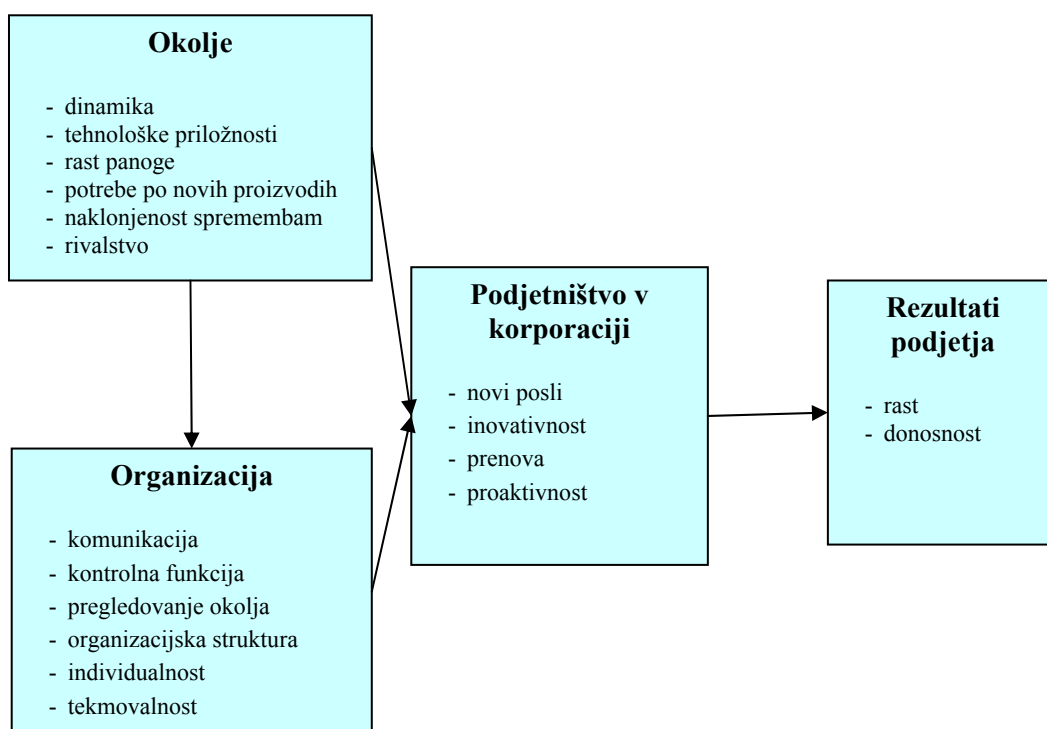 Okolje
- dinamika
- tehnološke priložnosti
- rast panoge
- potrebe po novih proizvodih
- naklonjenost spremembam
- rivalstvo
Organizacija
- komunikacija
- kontrolna funkcija
- pregledovanje okolja
- organizacijska struktura
- individualnost
- tekmovalnost
Podjetništvo v
korporaciji
- novi posli
- inovativnost
- prenova
- proaktivnost
Rezultati
podjetja
- rast
- donosnost